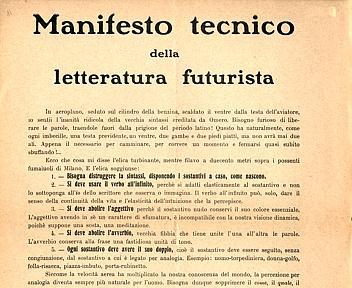 Manifesto tecnico
della
letteratura futurista
In aeroplano, seduto sul cilindro della benzina, scaldato il ventre dalla testa dell'aviatore,
io sentii l'inanità ridicola della vecchia sintassi ereditata da Omero. Bisogno furioso di libe-
rare le parole, traendole fuori dalla prigione del periodo latino! Questo ha naturalmente, come
ogni imbecille, una testa previdente, un ventre, due gambe e due piedi piatti, ma non avrà mai due
ali. Appena il necessario per camminare, per correre un momento e fermarsi quasi subito
sbuffando!..
Ecco che cosa mi disse l'elica turbinante, mentre filavo a duecento metri sopra i possenti
fumaiuoli di Milano. E l'elica soggiunse:
1. — Bisogna distruggere la sintassi, disponendo i sostantivi a caso, come nascono.
2. — Si deve usare il verbo all'infinito, perchè si adatti elasticamente al sostantivo e non
lo sottoponga all'io dello scrittore che osserva o immagina. Il verbo all'infinito può, solo, dare il
senso della continuità della vita e l'elasticità dell'intuizione che la percepisce.
3. — Si deve abolire l'aggettivo perchè il sostantivo nudo conservi il suo colore essenziale.
L'aggettivo avendo in sè un carattere di sfumatura, è incompatibile con la nostra visione dinamica,
poichè suppone una sosta, una meditazione.
4. — Si deve abolire l'avverbio, vecchia fibbia che tiene unite l'una all'altra le parole.
L'avverbio conserva alla frase una fastidiosa unità di tono.
5. — Ogni sostantivo deve avere il suo doppio, cioè il sostantivo deve essere seguito, senza
congiunzione, dal sostantivo a cui è legato per analogia. Esempio: uomo-torpediniera, donna-golfo,
folla-risacca, piazza-imbuto, porta-rubinetto.
Siccome la velocità aerea ha moltiplicato la nostra conoscenza del mondo, la percezione per
analogia diventa sempre più naturale per l'uomo. Bisogna dunque sopprimere il come, il quale, il